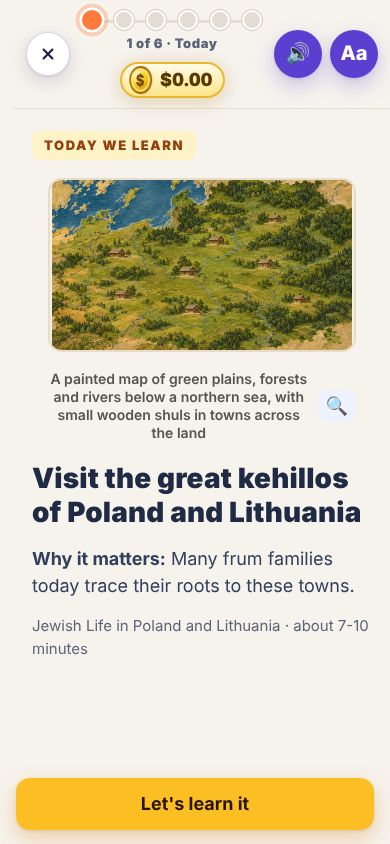 1 of 6 · Today
$ $0.00
Aa
TODAY WE LEARN
A painted map of green plains, forests
and rivers below a northern sea, with
small wooden shuls in towns across
the land
Visit the great kehillos
of Poland and Lithuania
Why it matters: Many frum families
today trace their roots to these towns.
Jewish Life in Poland and Lithuania · about 7-10
minutes
Let's learn it